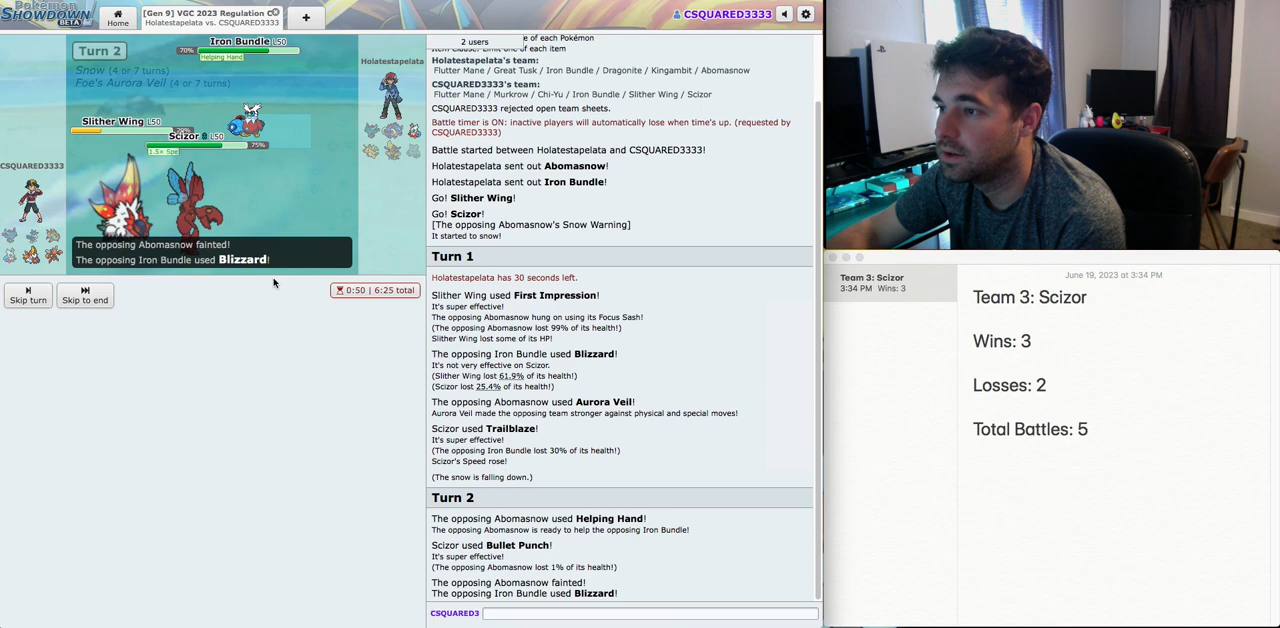 Pokémon
SHOWDOWN
BETA
Home
[Gen 9] VGC 2023 Regulation C
Holatestapelata vs. CSQUARED3333
CSQUARED3333
Turn 2
Snow (4 or 7 turns)
Foe's Aurora Veil (4 or 7 turns)
Iron Bundle L50
70%
Helping Hand
Slither Wing L50
Scizor L50
75%
1.5× Spe
CSQUARED3333
Holatestapelata
The opposing Abomasnow fainted!
The opposing Iron Bundle used Blizzard!
Skip turn
Skip to end
0:50 | 6:25 total
2 users
e of each Pokémon
Item Clause: Limit one of each item
Holatestapelata's team:
Flutter Mane / Great Tusk / Iron Bundle / Dragonite / Kingambit / Abomasnow
CSQUARED3333's team:
Flutter Mane / Murkrow / Chi-Yu / Iron Bundle / Slither Wing / Scizor
CSQUARED3333 rejected open team sheets.
Battle timer is ON: inactive players will automatically lose when time's up. (requested by
CSQUARED3333)
Battle started between Holatestapelata and CSQUARED3333!
Holatestapelata sent out Abomasnow!
Holatestapelata sent out Iron Bundle!
Go! Slither Wing!
Go! Scizor!
[The opposing Abomasnow's Snow Warning]
It started to snow!
Turn 1
Holatestapelata has 30 seconds left.
Slither Wing used First Impression!
It's super effective!
The opposing Abomasnow hung on using its Focus Sash!
(The opposing Abomasnow lost 99% of its health!)
Slither Wing lost some of its HP!
The opposing Iron Bundle used Blizzard!
It's not very effective on Scizor.
(Slither Wing lost 61.9% of its health!)
(Scizor lost 25.4% of its health!)
The opposing Abomasnow used Aurora Veil!
Aurora Veil made the opposing team stronger against physical and special moves!
Scizor used Trailblaze!
It's super effective!
(The opposing Iron Bundle lost 30% of its health!)
Scizor's Speed rose!
(The snow is falling down.)
Turn 2
The opposing Abomasnow used Helping Hand!
The opposing Abomasnow is ready to help the opposing Iron Bundle!
Scizor used Bullet Punch!
It's super effective!
(The opposing Abomasnow lost 1% of its health!)
The opposing Abomasnow fainted!
The opposing Iron Bundle used Blizzard!
CSQUARED3
Team 3: Scizor
3:34 PM Wins: 3
June 19, 2023 at 3:34 PM
Team 3: Scizor
Wins: 3
Losses: 2
Total Battles: 5